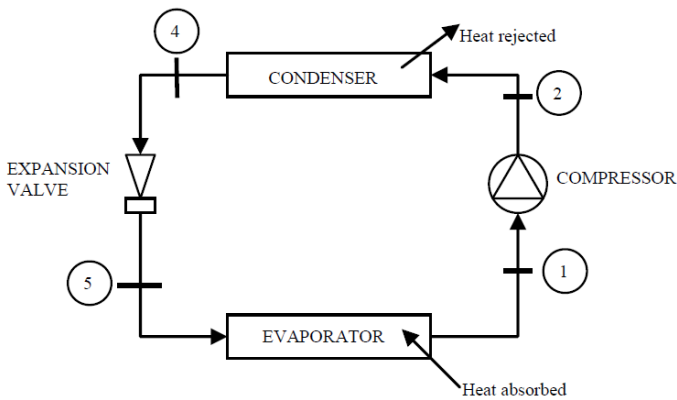 4
Heat rejected
CONDENSER
2
EXPANSION
VALVE
COMPRESSOR
5
1
EVAPORATOR
Heat absorbed